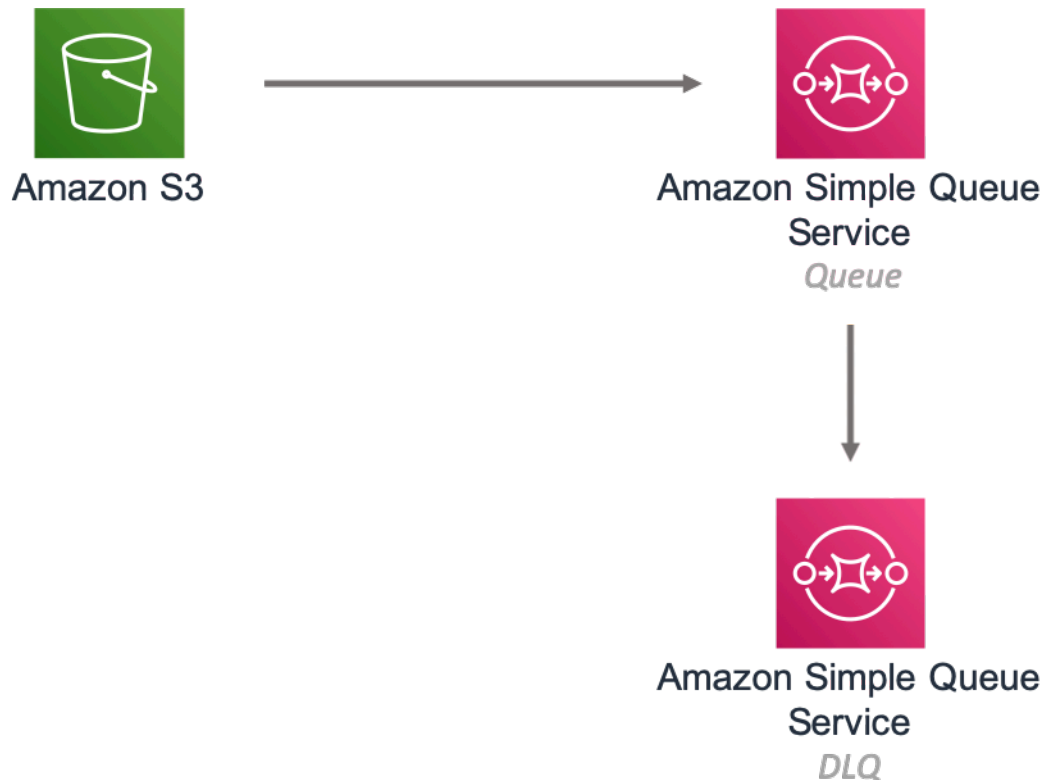 Amazon S3
Amazon Simple Queue
Service
Queue
Amazon Simple Queue
Service
DLQ